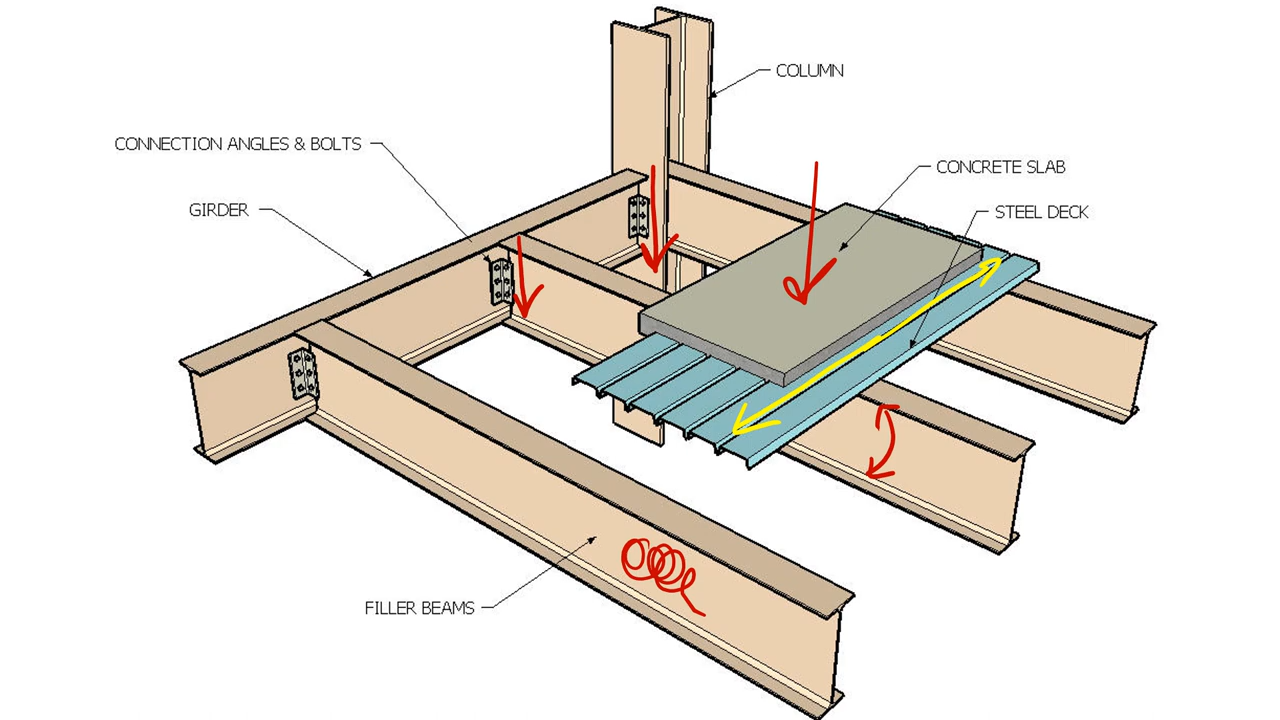 COLUMN
CONNECTION ANGLES & BOLTS
CONCRETE SLAB
GIRDER
STEEL DECK
FILLER BEAMS